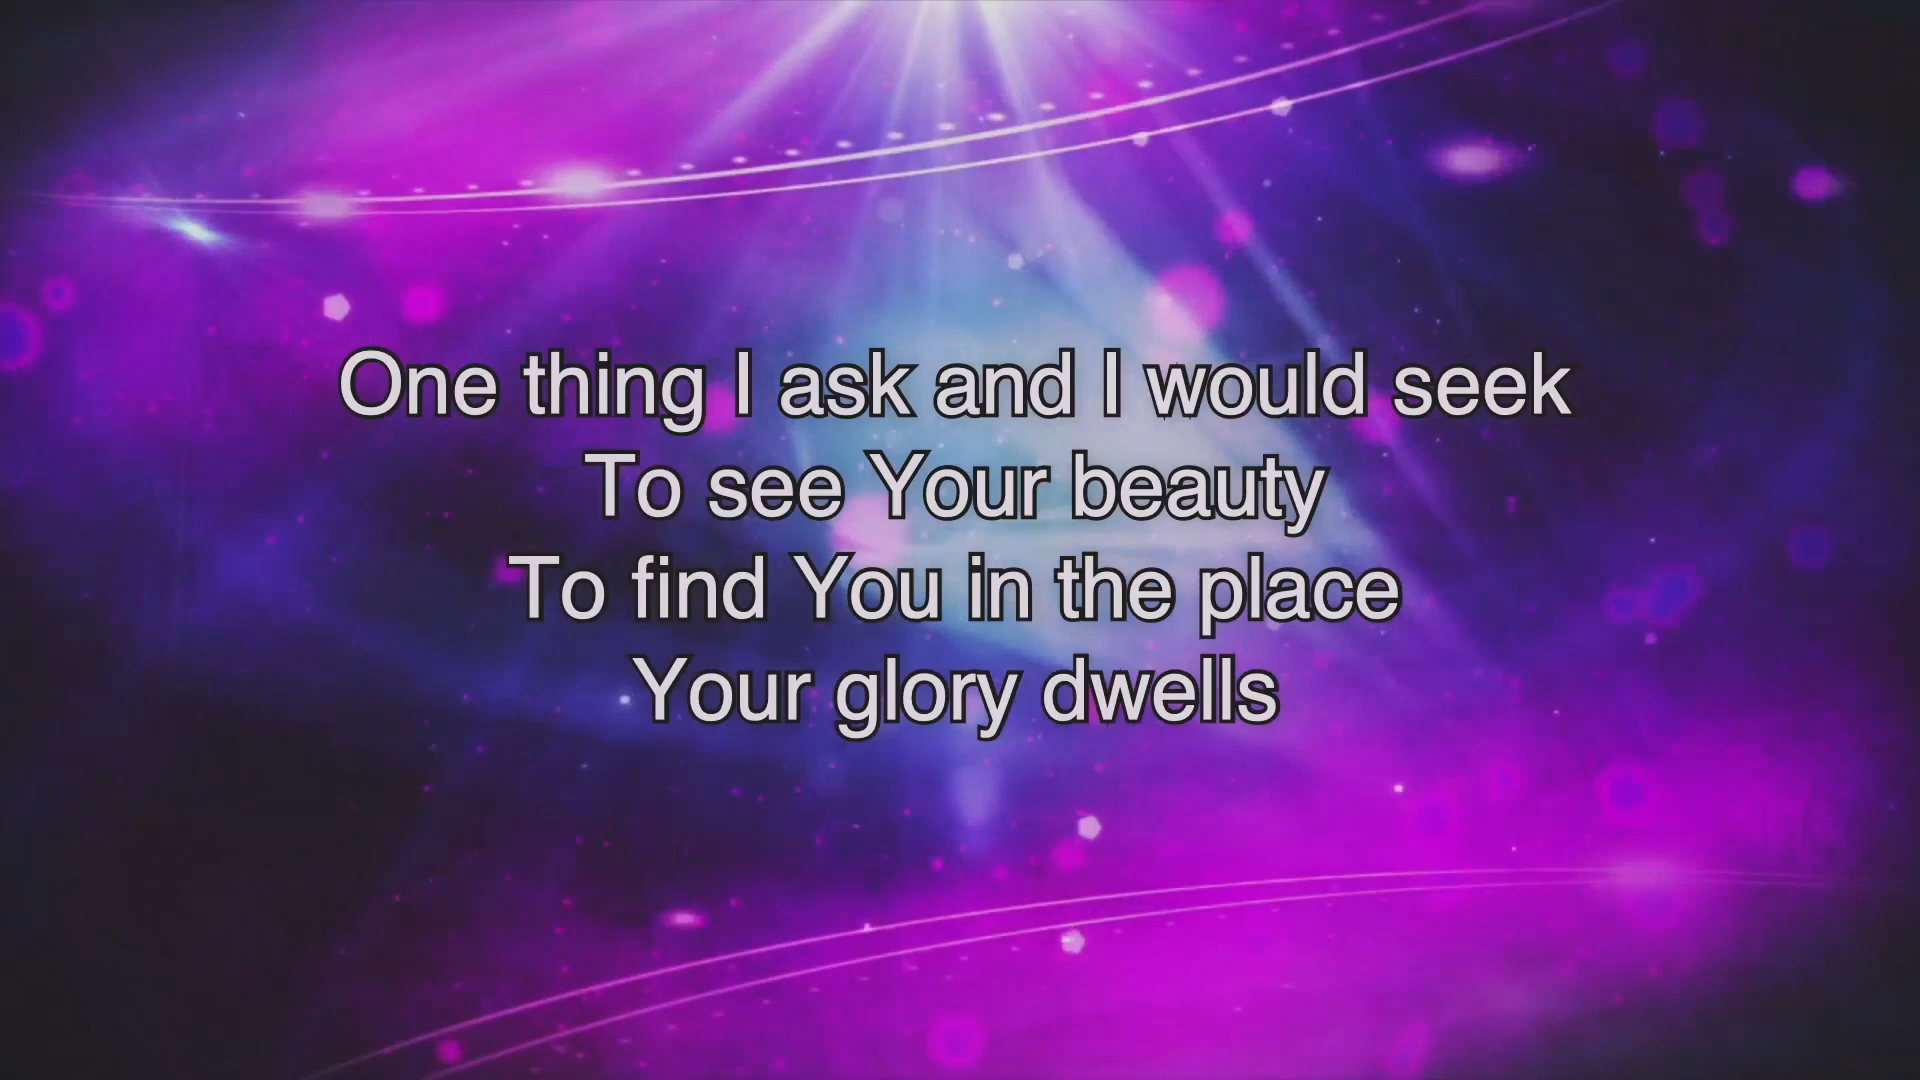 One thing I ask and I would seek
To see Your beauty
To find You in the place
Your glory dwells